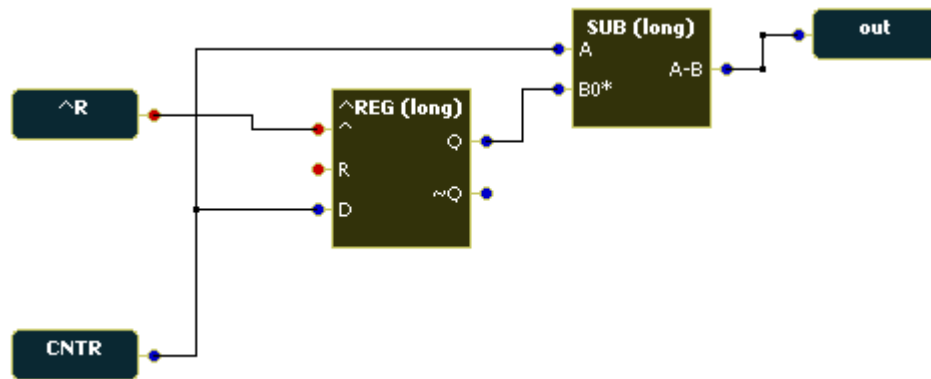 SUB (long)
A
A-B
B0*
out
^R
^REG (long)
^
Q
R
~Q
D
CNTR